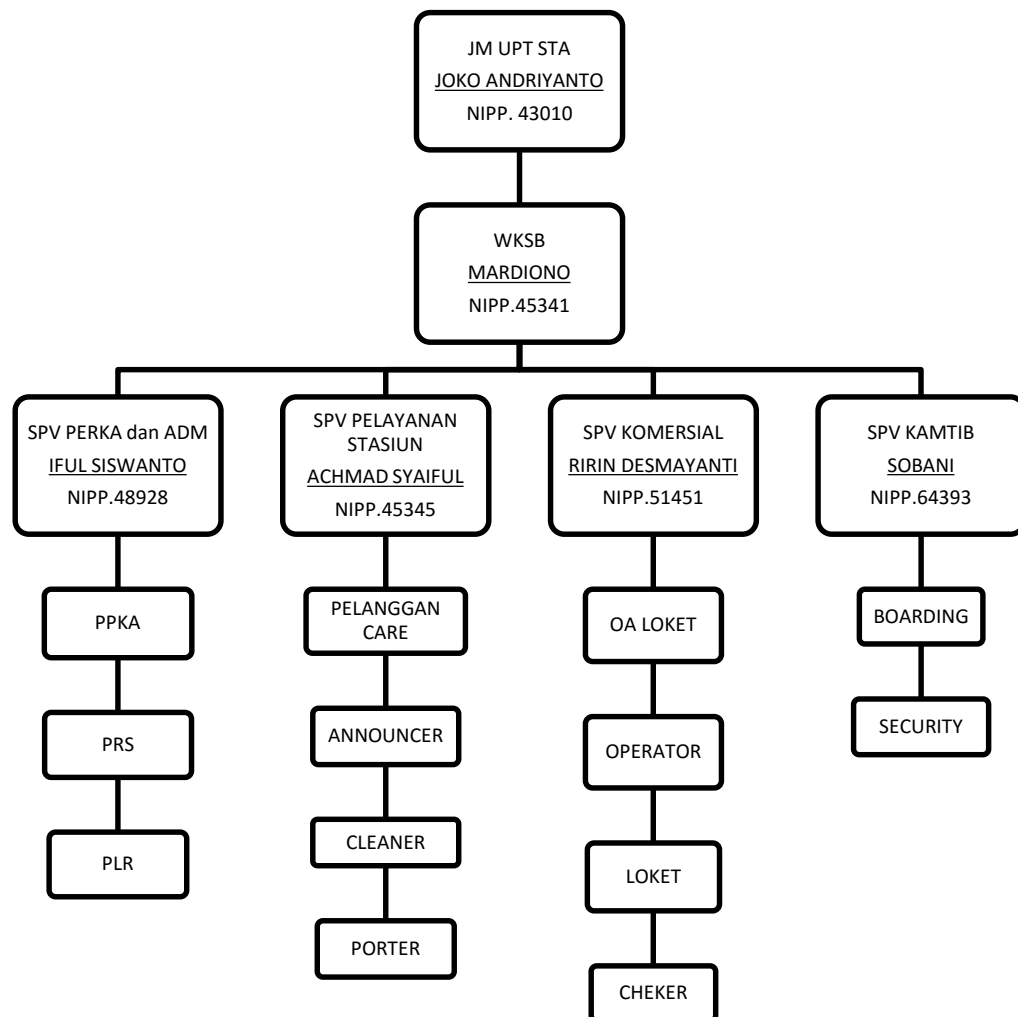 JM UPT STA
JOKO ANDRIYANTO
NIPP. 43010
WKSB
MARDIONO
NIPP.45341
SPV PERKA dan ADM
IFUL SISWANTO
NIPP.48928
SPV PELAYANAN
STASIUN
ACHMAD SYAIFUL
NIPP.45345
SPV KOMERSIAL
RIRIN DESMAYANTI
NIPP.51451
SPV KAMTIB
SOBANI
NIPP.64393
PPKA
PRS
PLR
PELANGGAN
CARE
ANNOUNCER
CLEANER
PORTER
OA LOKET
OPERATOR
LOKET
CHEKER
BOARDING
SECURITY